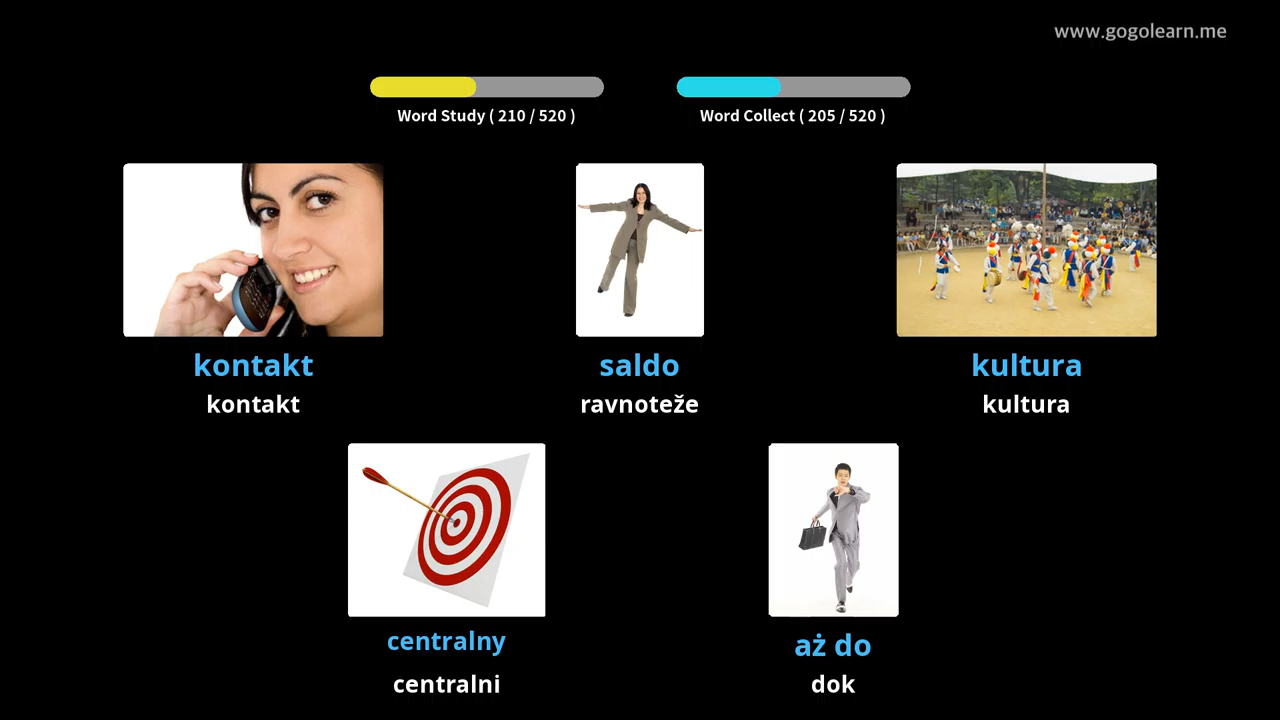 www.gogolearn.me
Word Study ( 210 / 520 )
Word Collect ( 205 / 520 )
kontakt
kontakt
saldo
ravnoteže
kultura
kultura
centralny
centralni
aż do
dok